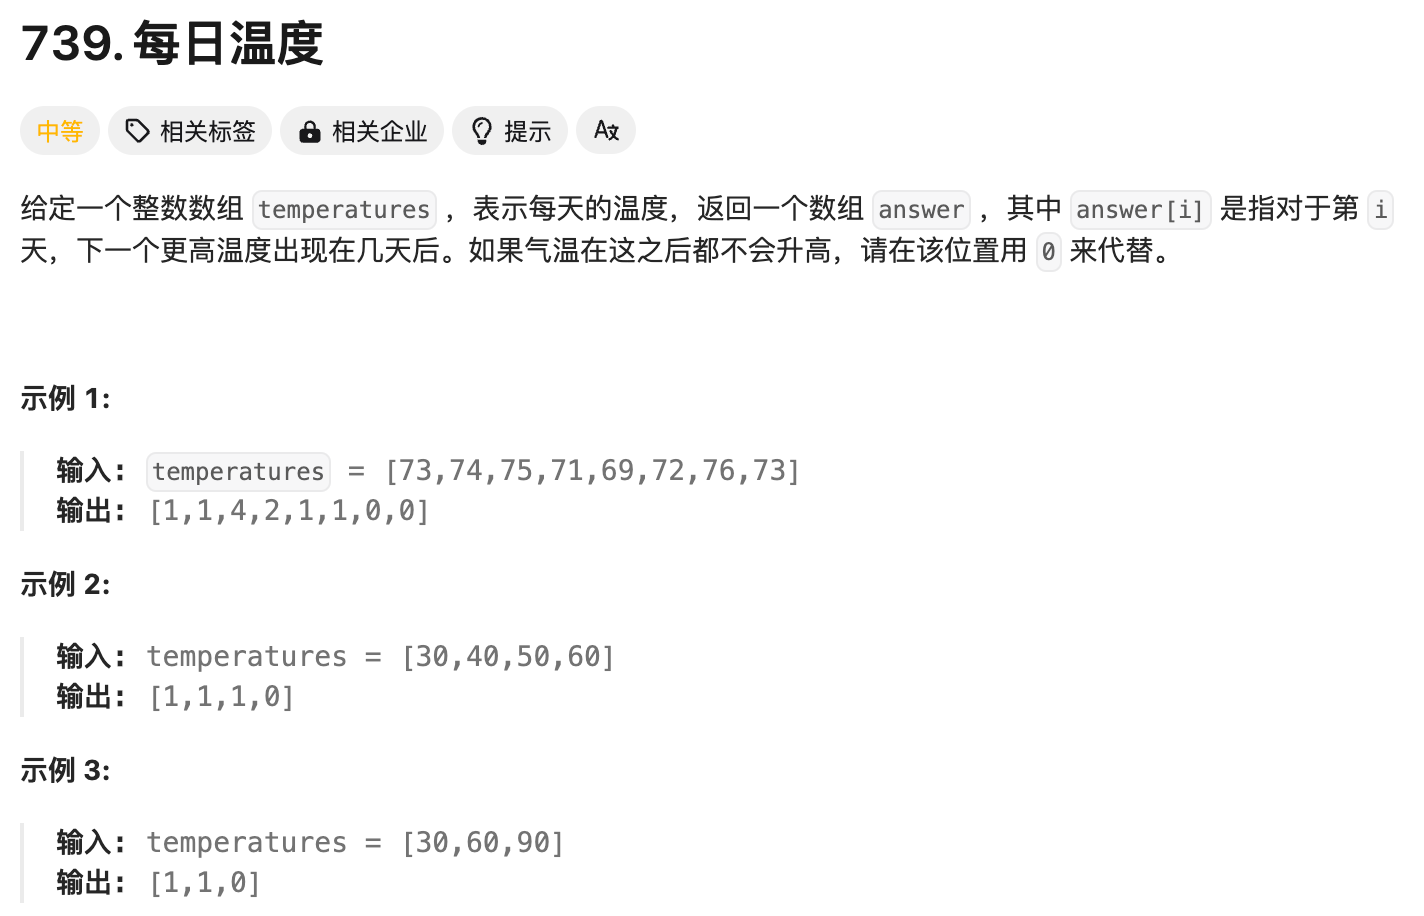 739. 每日温度
中等 相关标签 相关企业 提示 A文
给定一个整数数组 temperatures ，表示每天的温度，返回一个数组 answer ，其中 answer[i] 是指对于第 i
天，下一个更高温度出现在几天后。如果气温在这之后都不会升高，请在该位置用 0 来代替。
示例 1:
输入: temperatures = [73,74,75,71,69,72,76,73]
输出: [1,1,4,2,1,1,0,0]
示例 2:
输入: temperatures = [30,40,50,60]
输出: [1,1,1,0]
示例 3:
输入: temperatures = [30,60,90]
输出: [1,1,0]